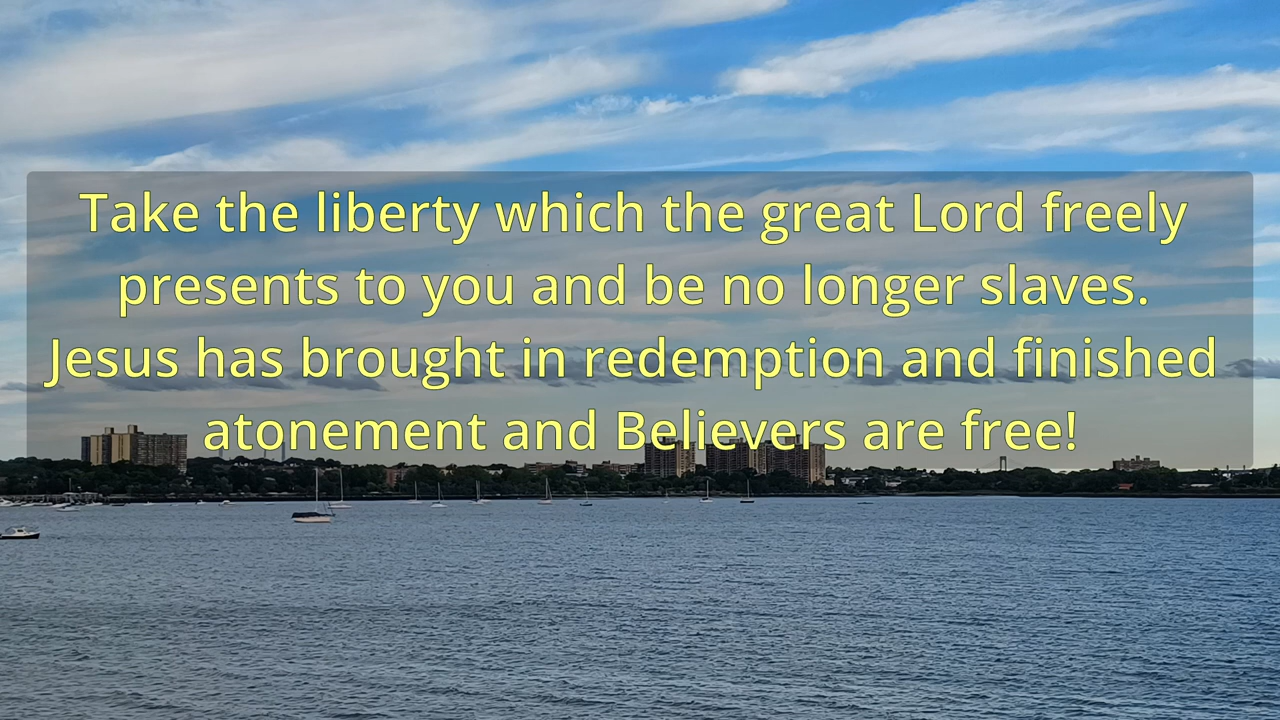 Take the liberty which the great Lord freely
presents to you and be no longer slaves.
Jesus has brought in redemption and finished
atonement and Believers are free!